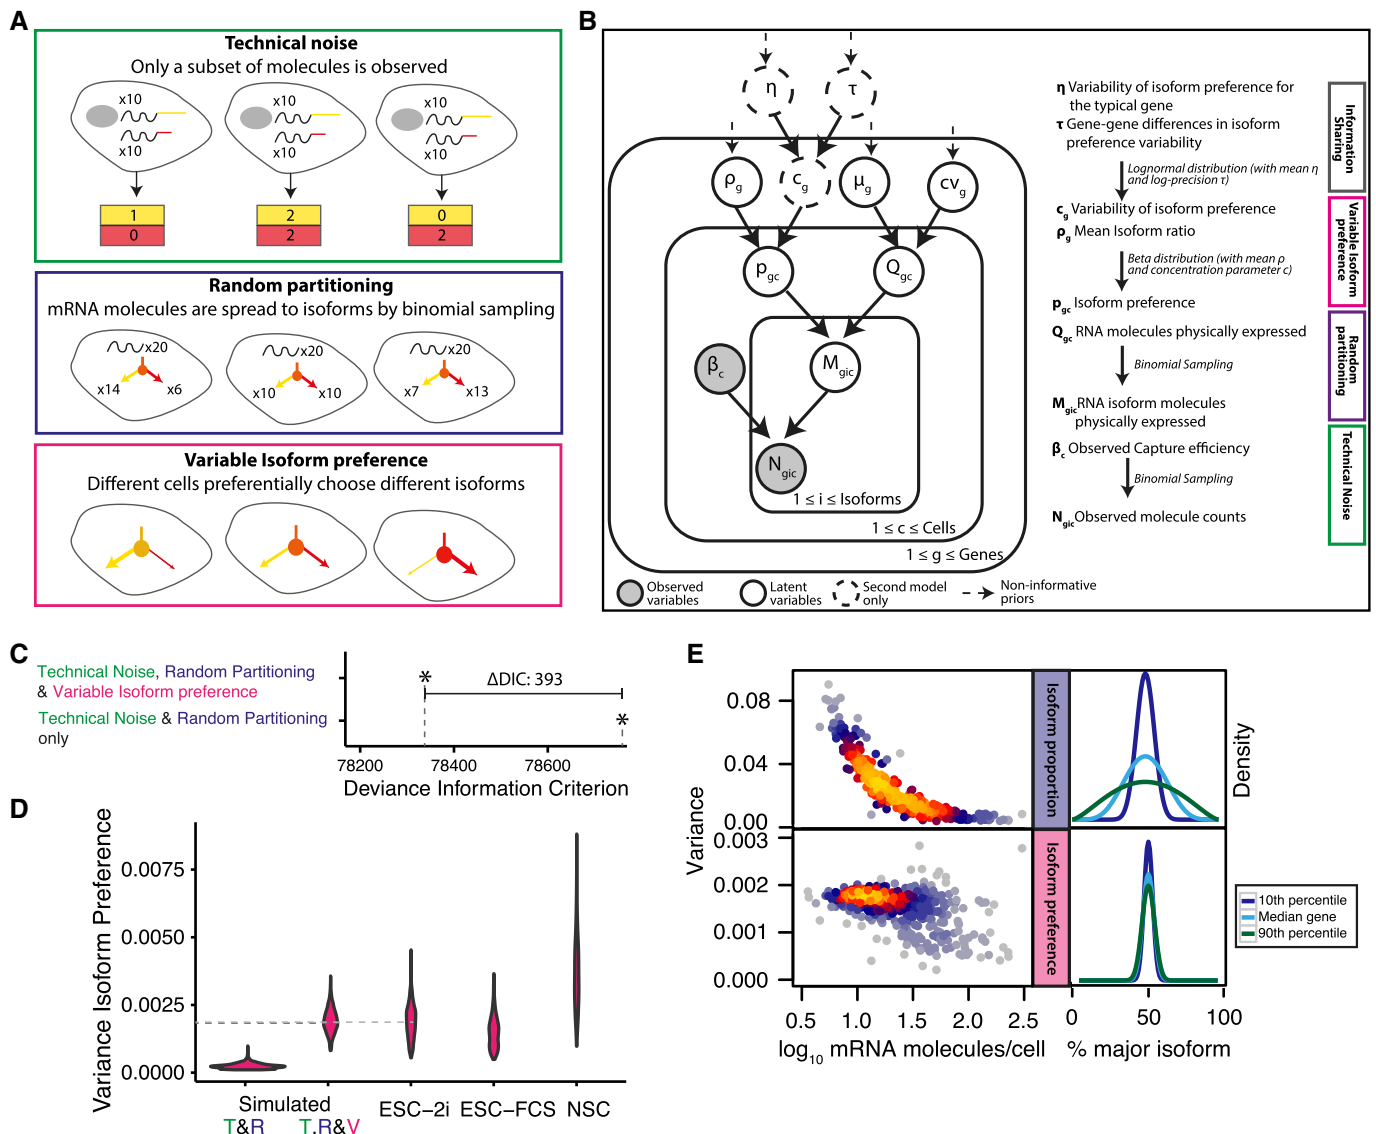 A
Technical noise
Only a subset of molecules is observed
x10
x10
x10
x10
x10
x10
1
0
2
2
0
2
Random partitioning
mRNA molecules are spread to isoforms by binomial sampling
x20
x14
x6
x20
x10
x10
x20
x7
x13
Variable Isoform preference
Different cells preferentially choose different isoforms
B
η
τ
ρg
cg
μg
cvg
pgc
Qgc
βc
Mgic
Ngic
1 ≤ i ≤ Isoforms
1 ≤ c ≤ Cells
1 ≤ g ≤ Genes
Observed variables
Latent variables
Second model only
Non-informative priors
η Variability of isoform preference for
the typical gene
τ Gene-gene differences in isoform
preference variability
Lognormal distribution (with mean η
and log-precision τ)
cg Variability of isoform preference
ρg Mean Isoform ratio
Beta distribution (with mean ρ
and concentration parameter c)
pgc Isoform preference
Qgc RNA molecules physically expressed
Binomial Sampling
Mgic RNA isoform molecules
physically expressed
βc Observed Capture efficiency
Binomial Sampling
Ngic Observed molecule counts
Information Sharing
Variable Isoform preference
Random partitioning
Technical Noise
C
Technical Noise, Random Partitioning
& Variable Isoform preference
Technical Noise & Random Partitioning
only
*
ΔDIC: 393
*
78200
78400
78600
Deviance Information Criterion
D
Variance Isoform Preference
0.0075
0.0050
0.0025
0.0000
Simulated
T&R
T,R&V
ESC−2i
ESC−FCS
NSC
E
Variance
0.08
0.04
0.00
0.003
0.002
0.001
0.000
Isoform proportion
Isoform preference
Density
0.5
1.0
1.5
2.0
2.5
log10 mRNA molecules/cell
0
50
100
% major isoform
10th percentile
Median gene
90th percentile